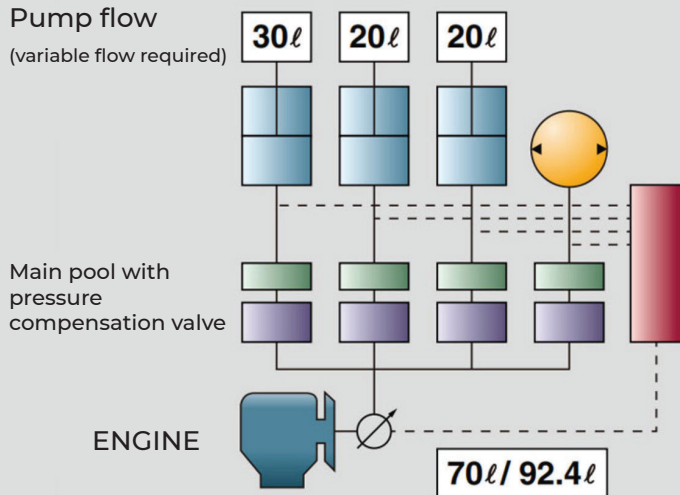 Pump flow
(variable flow required)
30ℓ
20ℓ
20ℓ
Main pool with
pressure
compensation valve
ENGINE
70ℓ/ 92.4ℓ